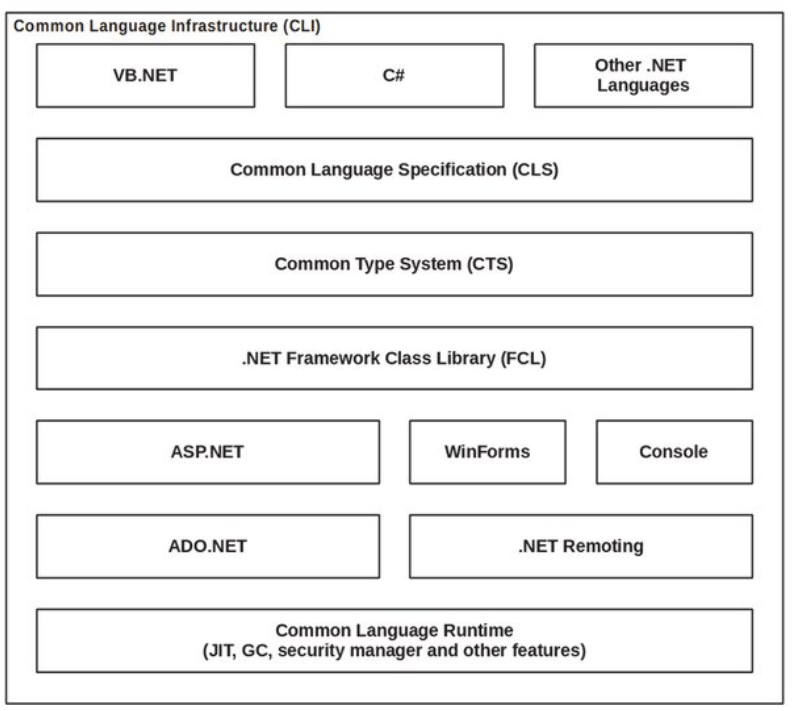 Common Language Infrastructure (CLI)
VB.NET
C#
Other .NET
Languages
Common Language Specification (CLS)
Common Type System (CTS)
.NET Framework Class Library (FCL)
ASP.NET
WinForms
Console
ADO.NET
.NET Remoting
Common Language Runtime
(JIT, GC, security manager and other features)